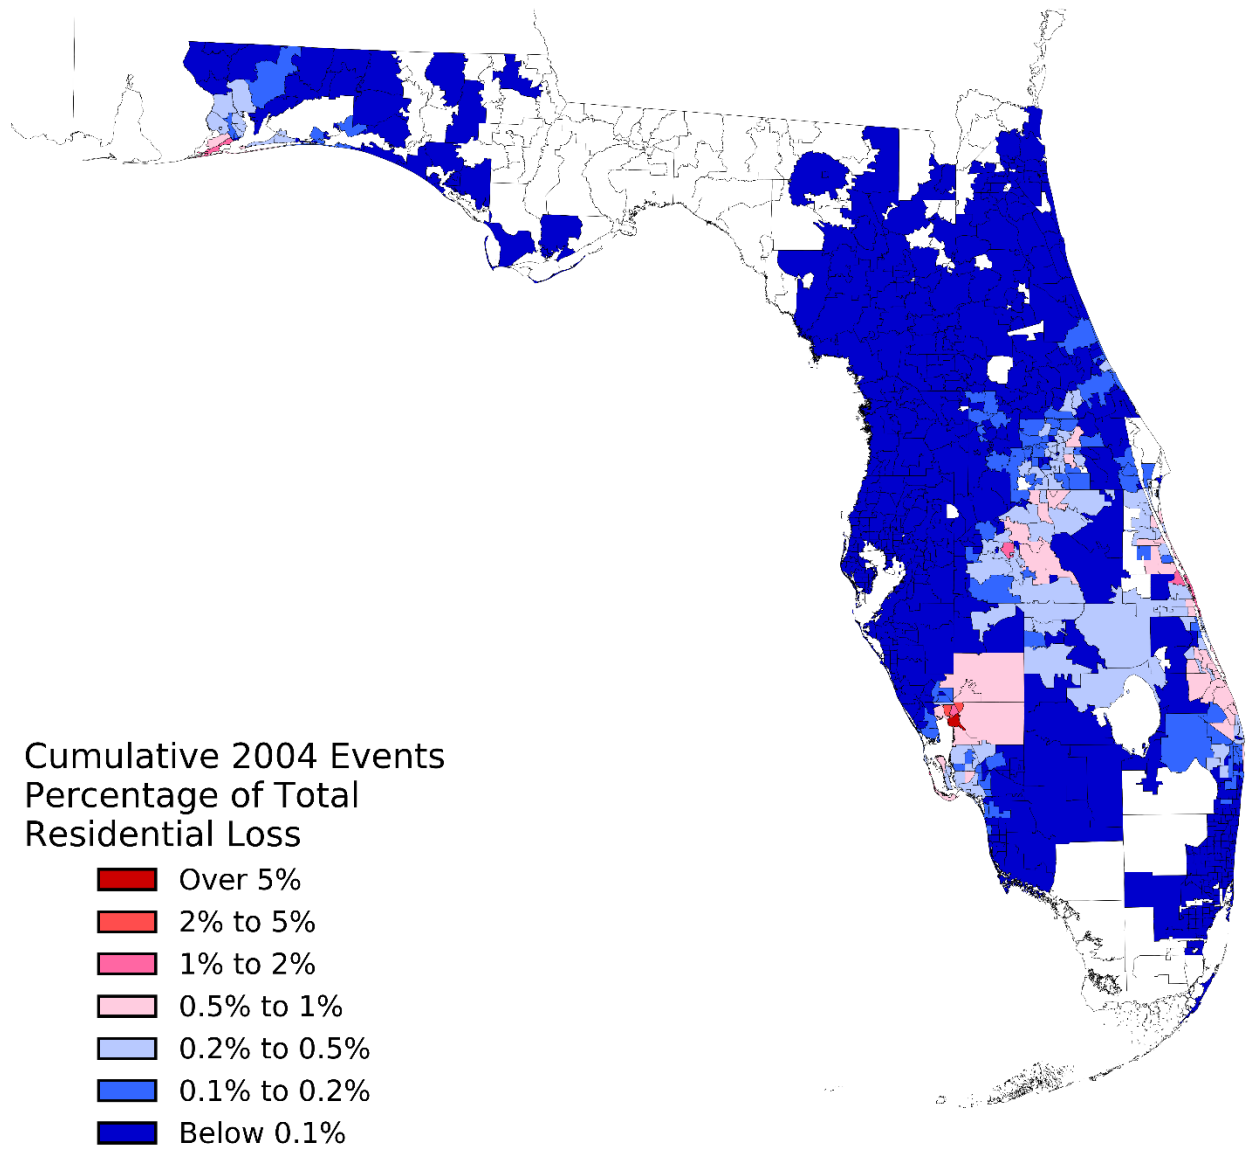 Cumulative 2004 Events
Percentage of Total
Residential Loss
Over 5%
2% to 5%
1% to 2%
0.5% to 1%
0.2% to 0.5%
0.1% to 0.2%
Below 0.1%